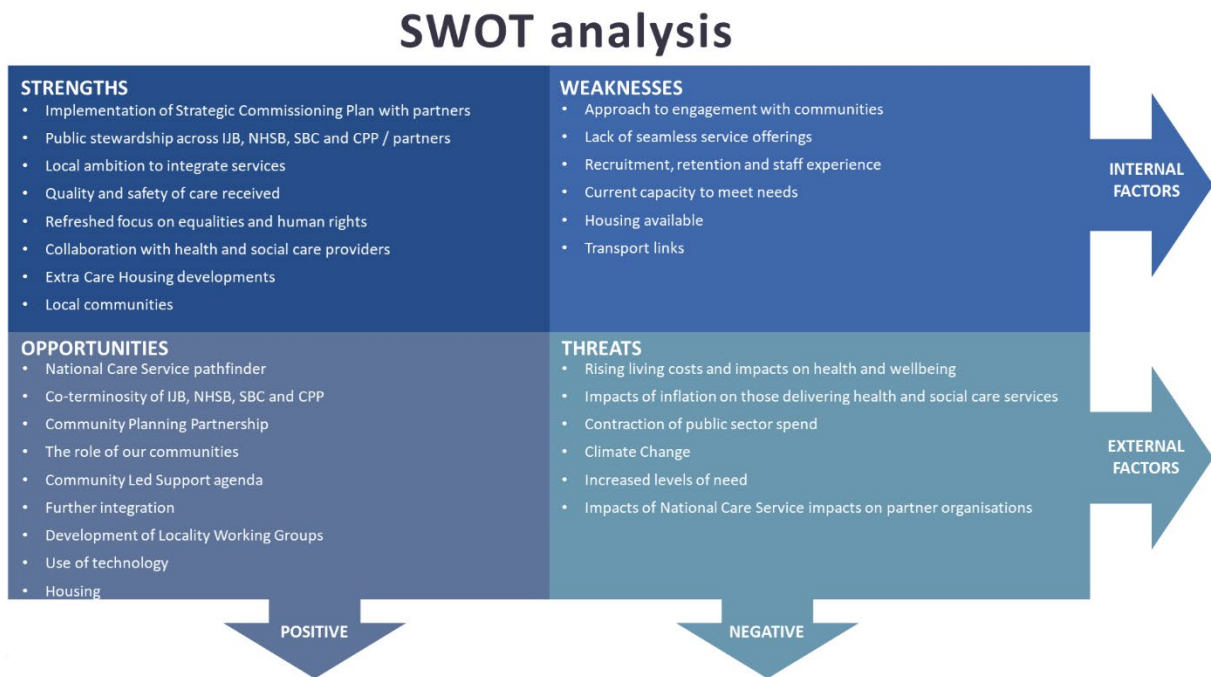 SWOT analysis
STRENGTHS
• Implementation of Strategic Commissioning Plan with partners
• Public stewardship across IJB, NHSB, SBC and CPP / partners
• Local ambition to integrate services
• Quality and safety of care received
• Refreshed focus on equalities and human rights
• Collaboration with health and social care providers
• Extra Care Housing developments
• Local communities
WEAKNESSES
• Approach to engagement with communities
• Lack of seamless service offerings
• Recruitment, retention and staff experience
• Current capacity to meet needs
• Housing available
• Transport links
INTERNAL
FACTORS
OPPORTUNITIES
• National Care Service pathfinder
• Co-terminosity of IJB, NHSB, SBC and CPP
• Community Planning Partnership
• The role of our communities
• Community Led Support agenda
• Further integration
• Development of Locality Working Groups
• Use of technology
• Housing
THREATS
• Rising living costs and impacts on health and wellbeing
• Impacts of inflation on those delivering health and social care services
• Contraction of public sector spend
• Climate Change
• Increased levels of need
• Impacts of National Care Service impacts on partner organisations
EXTERNAL
FACTORS
POSITIVE
NEGATIVE